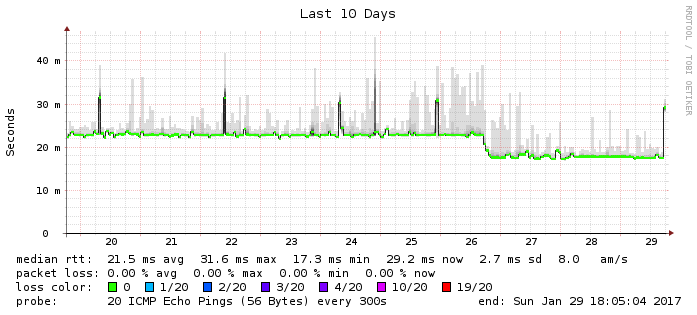 Last 10 Days
RRDTOOL / TOBI OETIKER
Seconds
40 m
30 m
20 m
10 m
0
20 21 22 23 24 25 26 27 28 29
median rtt: 21.5 ms avg 31.6 ms max 17.3 ms min 29.2 ms now 2.7 ms sd 8.0 am/s
packet loss: 0.00 % avg 0.00 % max 0.00 % min 0.00 % now
loss color: 0 1/20 2/20 3/20 4/20 10/20 19/20
probe: 20 ICMP Echo Pings (56 Bytes) every 300s end: Sun Jan 29 18:05:04 2017